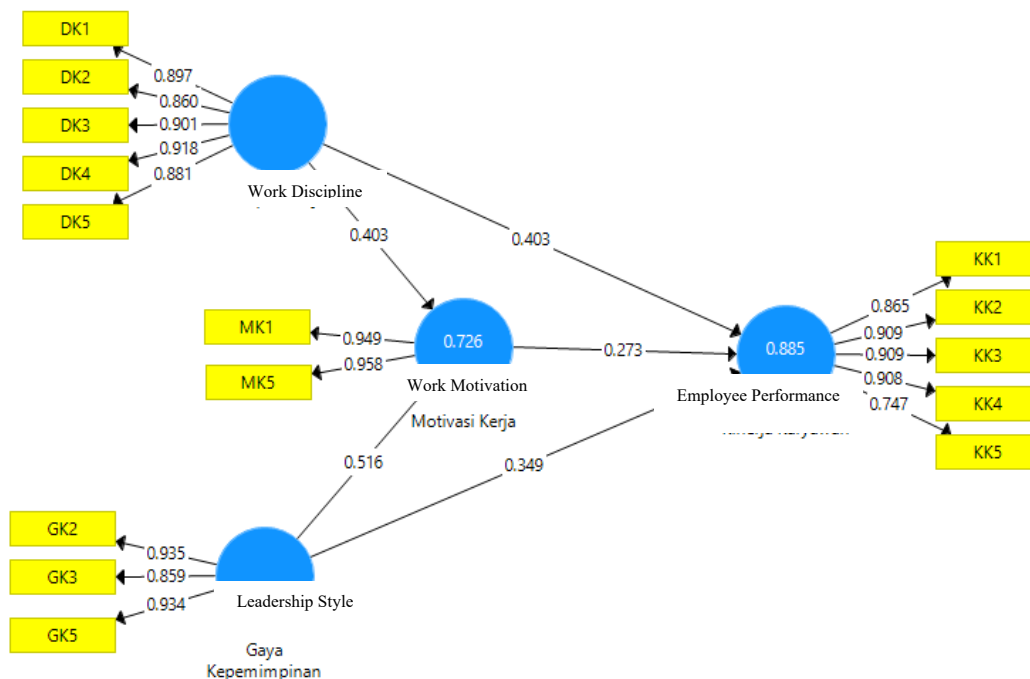 DK1
DK2
DK3
DK4
DK5
0.897
0.860
0.901
0.918
0.881
Work Discipline
0.403
0.403
MK1
MK5
0.949
0.958
0.726
Work Motivation
Motivasi Kerja
0.273
0.885
Employee Performance
KK1
KK2
KK3
KK4
KK5
0.865
0.909
0.909
0.908
0.747
0.516
0.349
GK2
GK3
GK5
0.935
0.859
0.934
Leadership Style
Gaya
Kepemimpinan